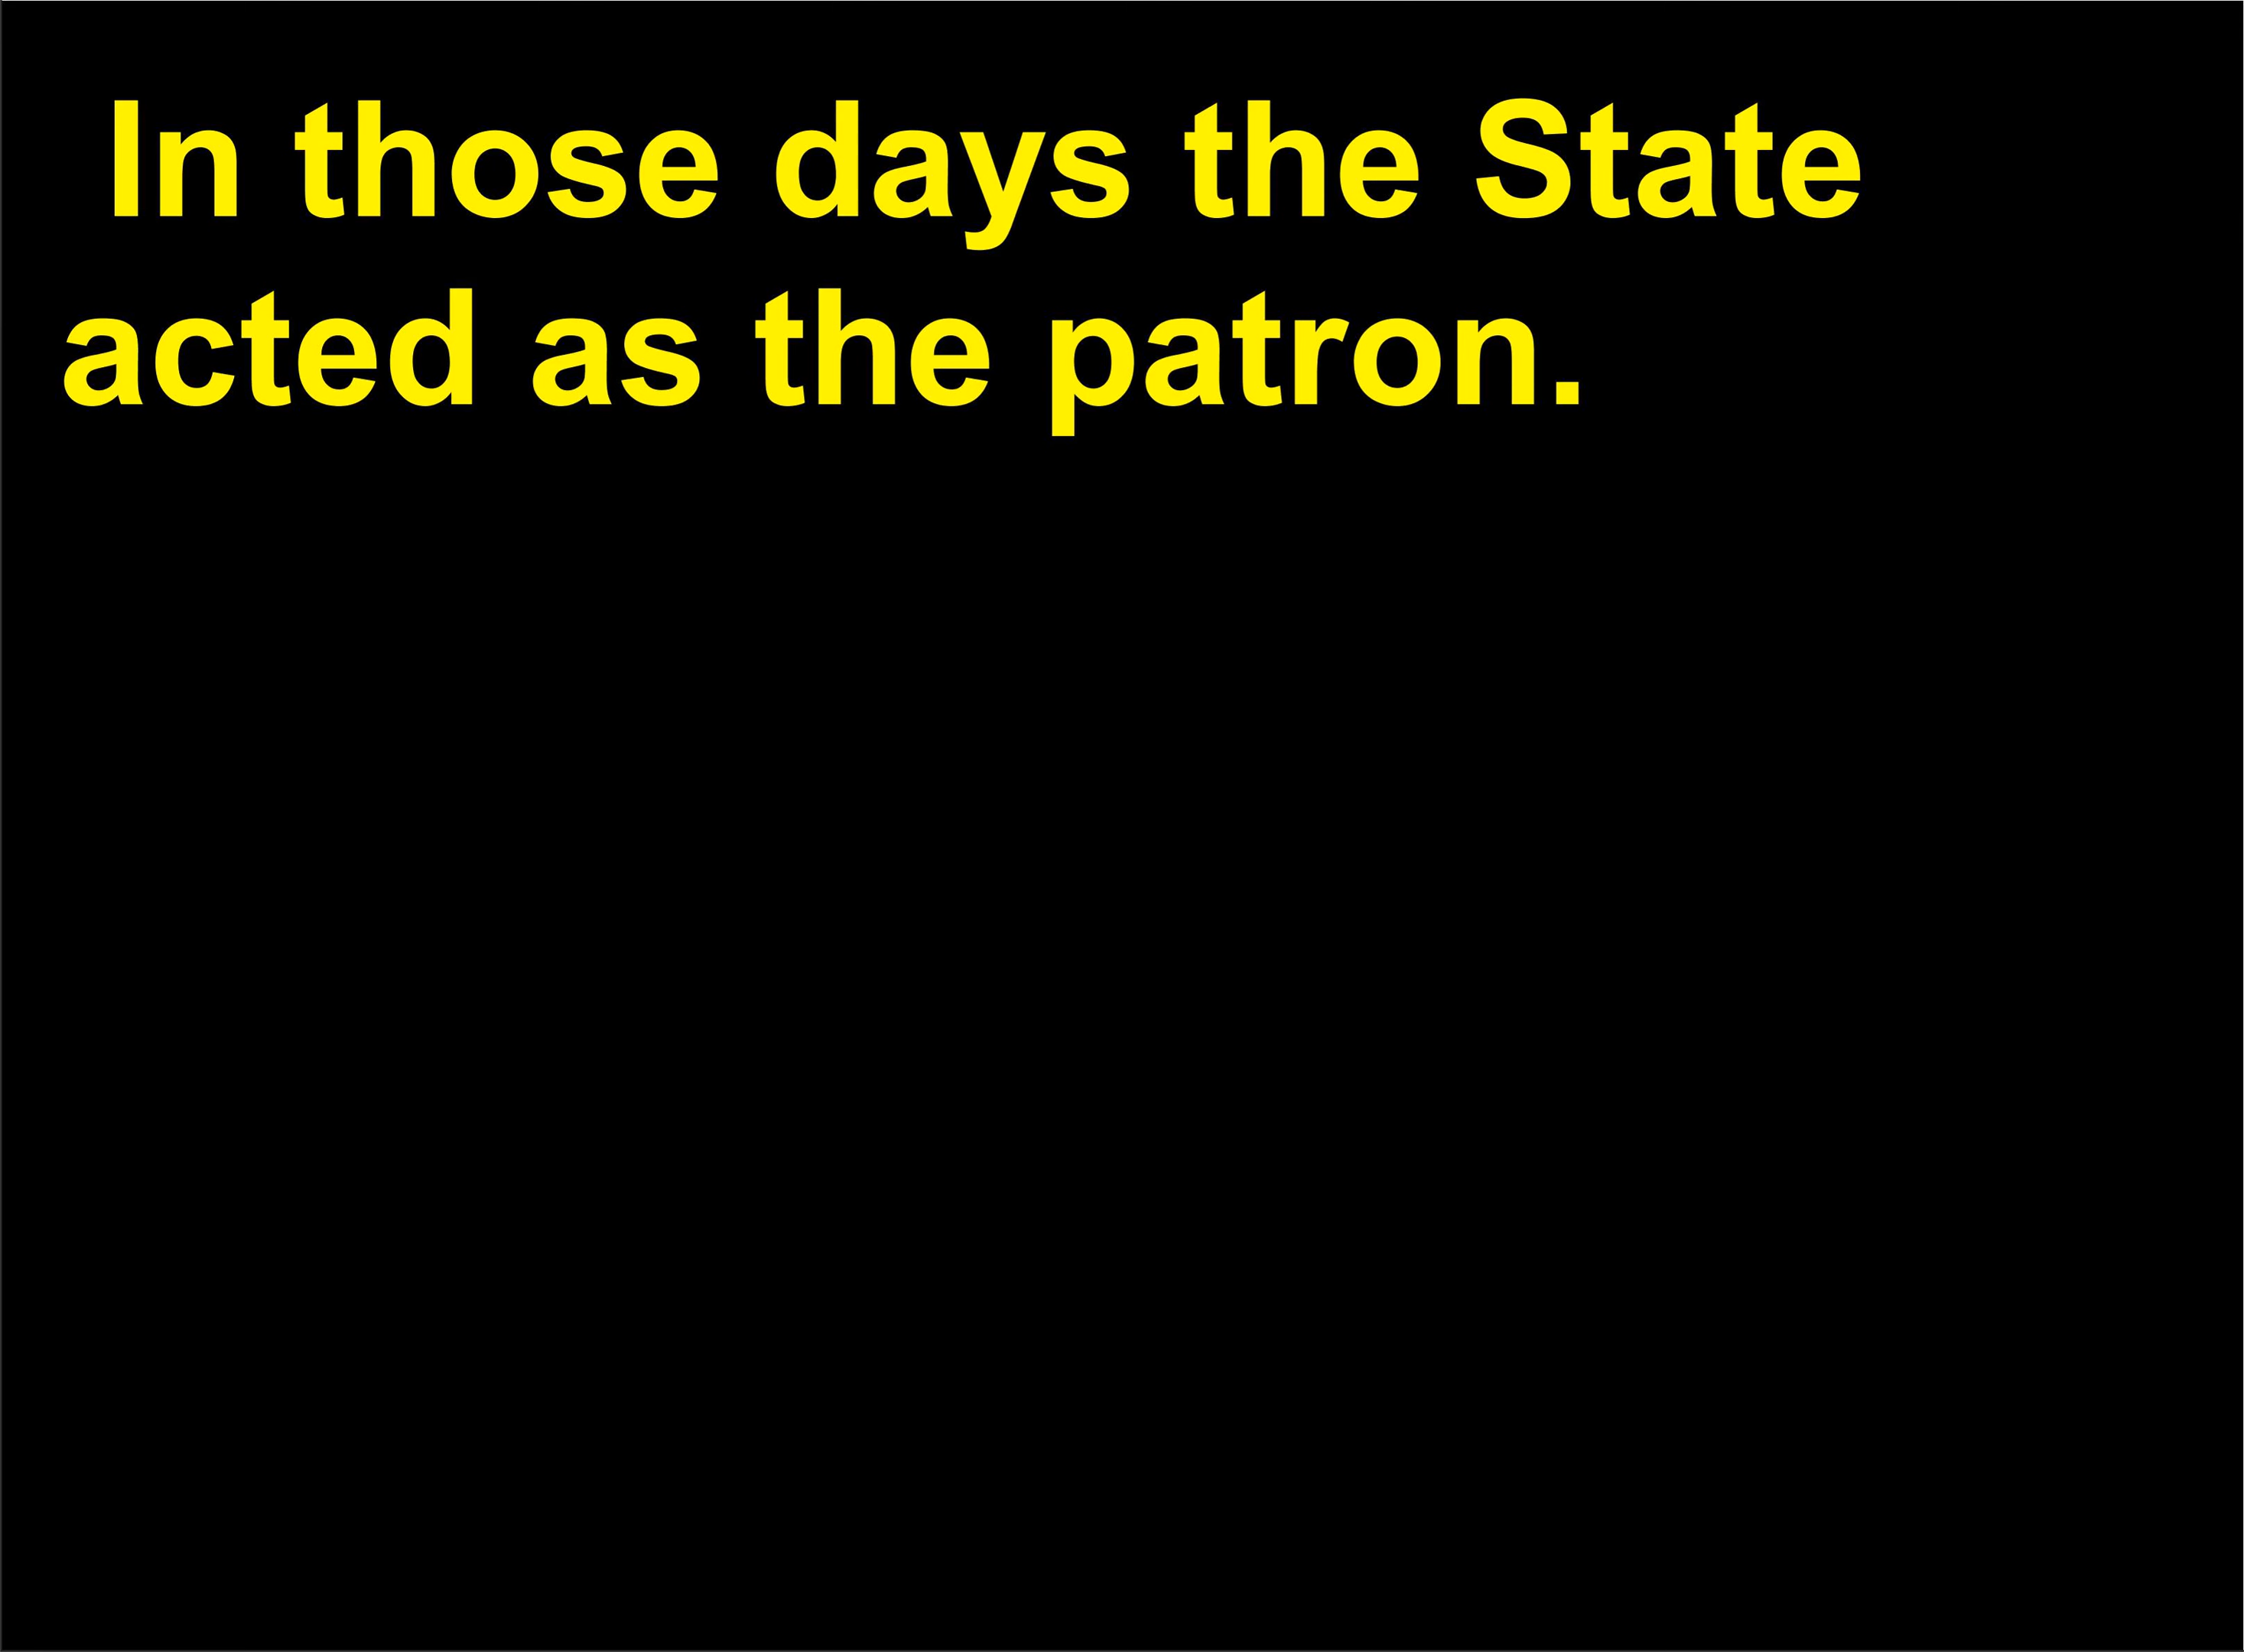 In those days the State
acted as the patron.